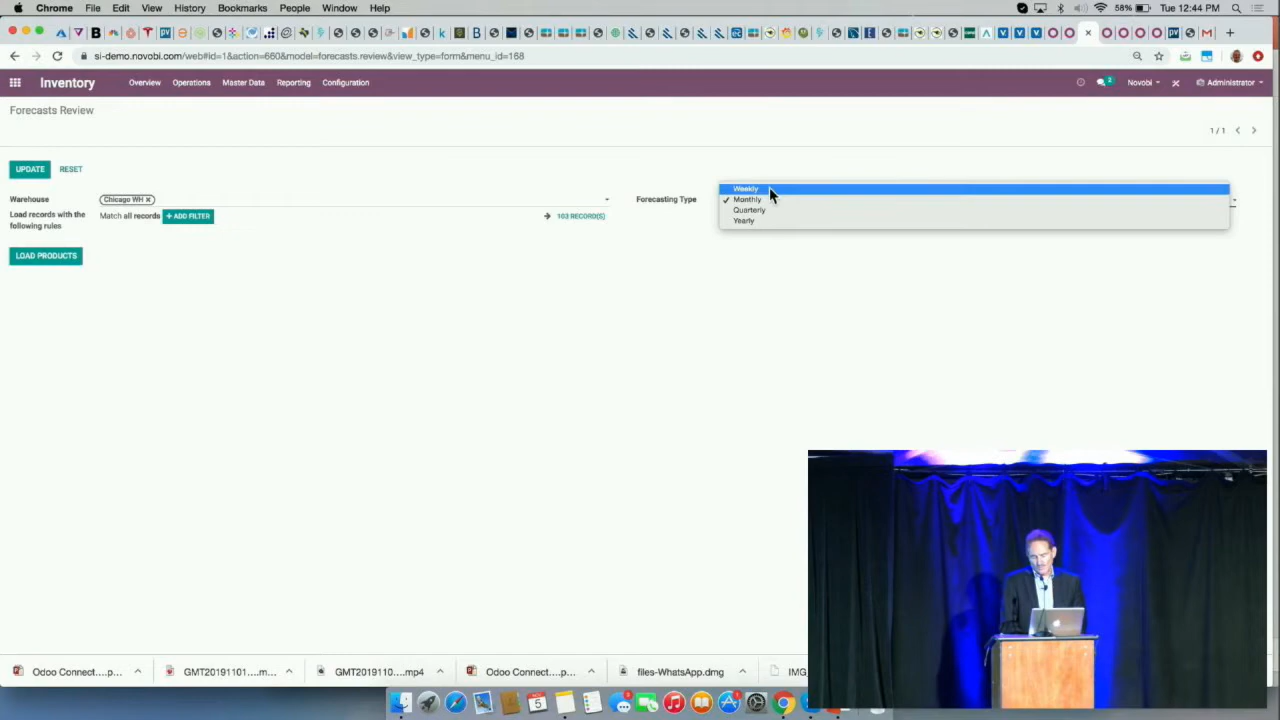 Chrome File Edit View History Bookmarks People Window Help 58% Tue 12:44 PM
si-demo.novobi.com/web#id=1&action=660&model=forecasts.review&view_type=form&menu_id=168
Inventory Overview Operations Master Data Reporting Configuration 2 Novobi Administrator
Forecasts Review
1 / 1
UPDATE RESET
Warehouse Chicago WH × Forecasting Type
Weekly
✓ Monthly
Quarterly
Yearly
Load records with the following rules
Match all records + ADD FILTER 103 RECORD(S)
LOAD PRODUCTS
Odoo Connect....p... GMT20191101....m... GMT2019110....mp4 Odoo Connect....p... files-WhatsApp.dmg IMG_